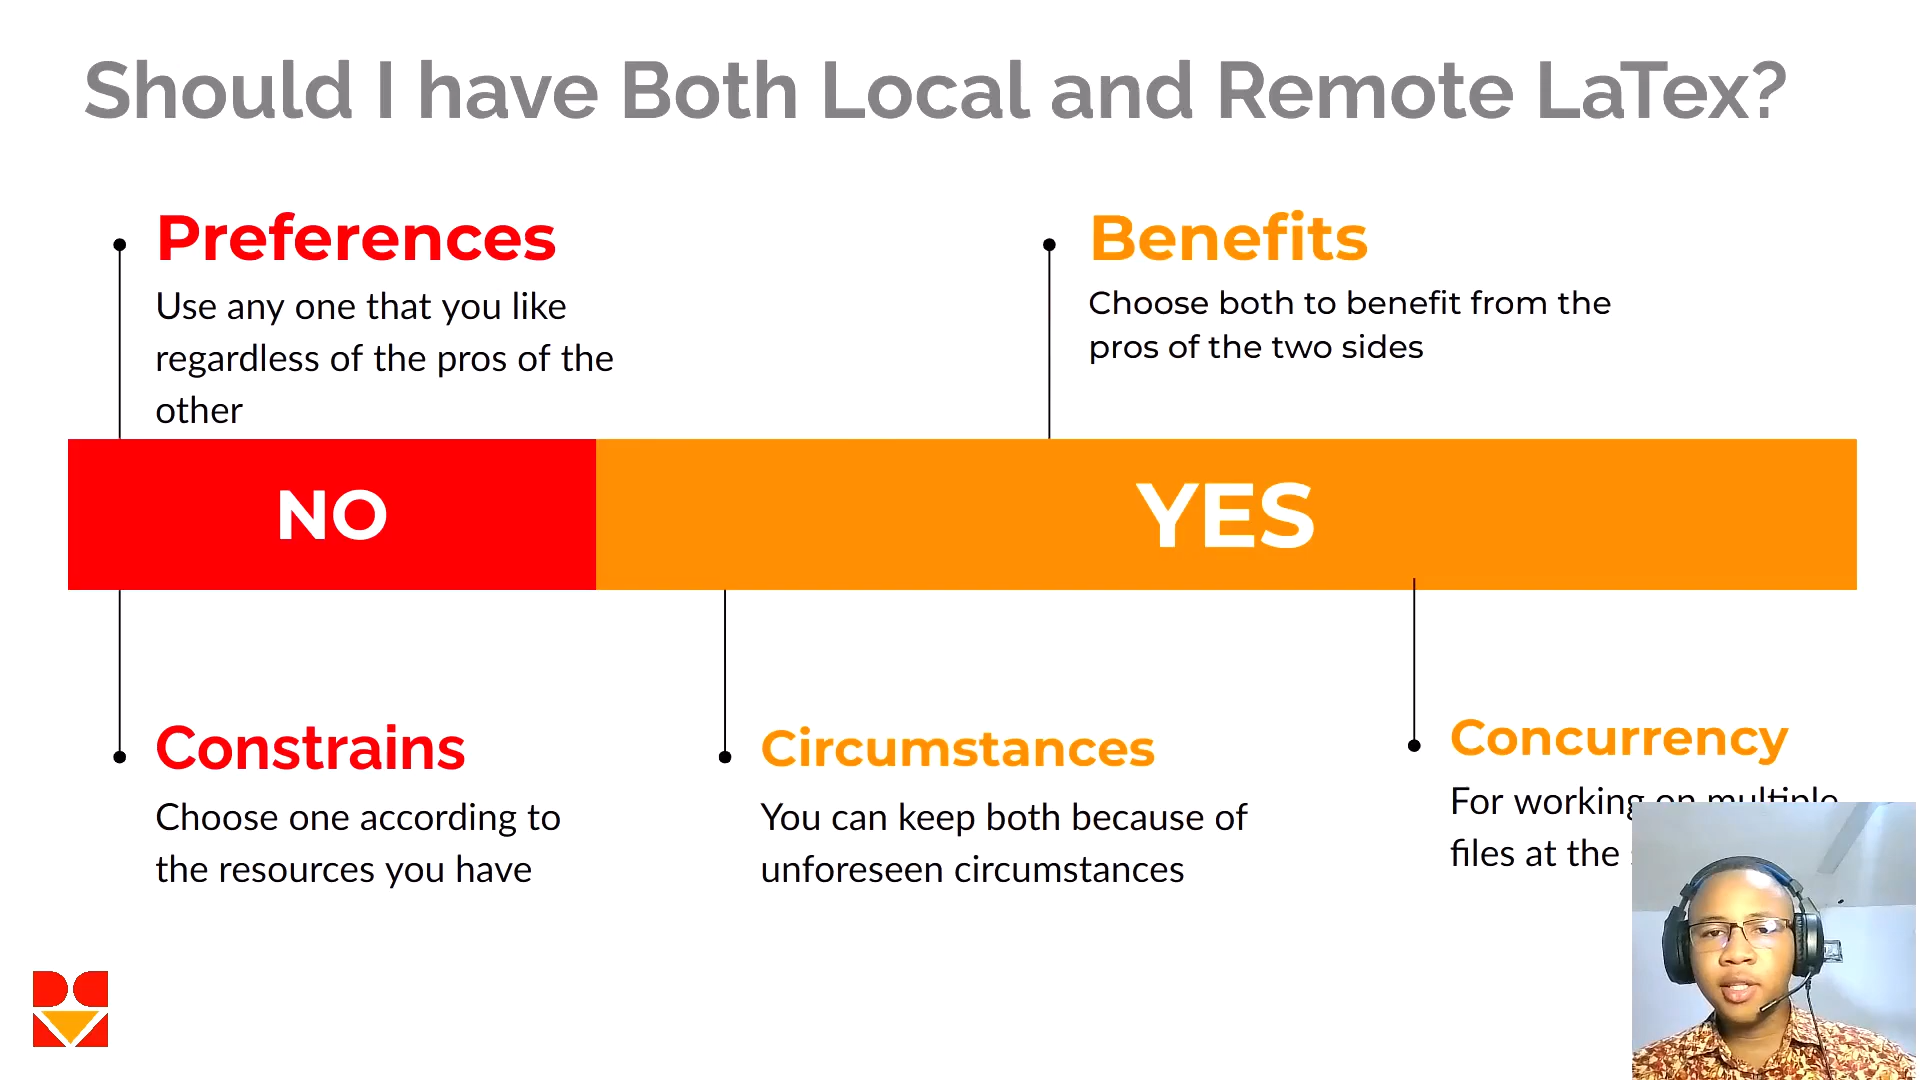 Should I have Both Local and Remote LaTex?
Preferences
Use any one that you like
regardless of the pros of the
other
Benefits
Choose both to benefit from the
pros of the two sides
NO
YES
Constrains
Choose one according to
the resources you have
Circumstances
You can keep both because of
unforeseen circumstances
Concurrency
For working on multiple
files at the